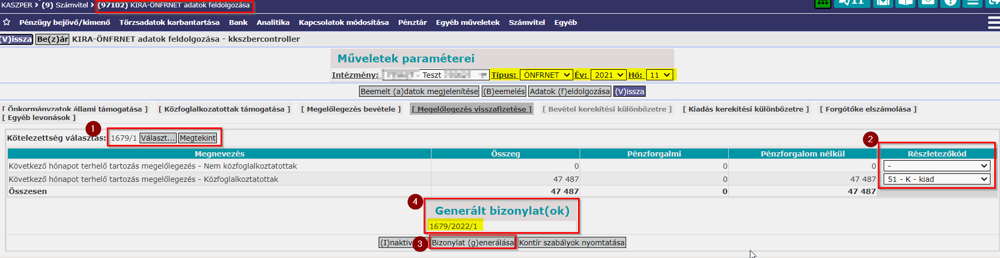 KASZPER > (9) Számvitel > (97102) KIRA-ÖNFRNET adatok feldolgozása
11
Pénzügy bejövő/kimenő Törzsadatok karbantartása Bank Analitika Kapcsolatok módosítása Pénztár Egyéb műveletek Számvitel Egyéb
(V)issza Be(z)ár KIRA-ÖNFRNET adatok feldolgozása - kkszbercontroller
Műveletek paraméterei
Intézmény: Teszt Típus: ÖNFRNET Év: 2021 Hó: 11
Beemelt (a)datok megjelenítése (B)eemelés Adatok (f)eldolgozása (V)issza
[ Önkormányzatok állami támogatása ] [ Közfoglalkozatottak támogatása ] [ Megelőlegezés bevétele ] [ Megelőlegezés visszafizetése ] [ Bevétel kerekítési különbözetre ] [ Kiadás kerekítési különbözetre ] [ Forgótőke elszámolása ]
[ Egyéb levonások ]
1
Kötelezettség választás: 1679/1 Választ... Megtekint
2
Megnevezés Összeg Pénzforgalmi Pénzforgalom nélkül Részletezőkód
Következő hónapot terhelő tartozás megelőlegezés - Nem közfoglalkoztatottak 0 0 0 -
Következő hónapot terhelő tartozás megelőlegezés - Közfoglalkoztatottak 47 487 0 47 487 51 - K - kiad
Összesen 47 487 0 47 487
4
Generált bizonylat(ok)
1679/2022/1
(I)naktiv 3 Bizonylat (g)enerálása Kontír szabályok nyomtatása